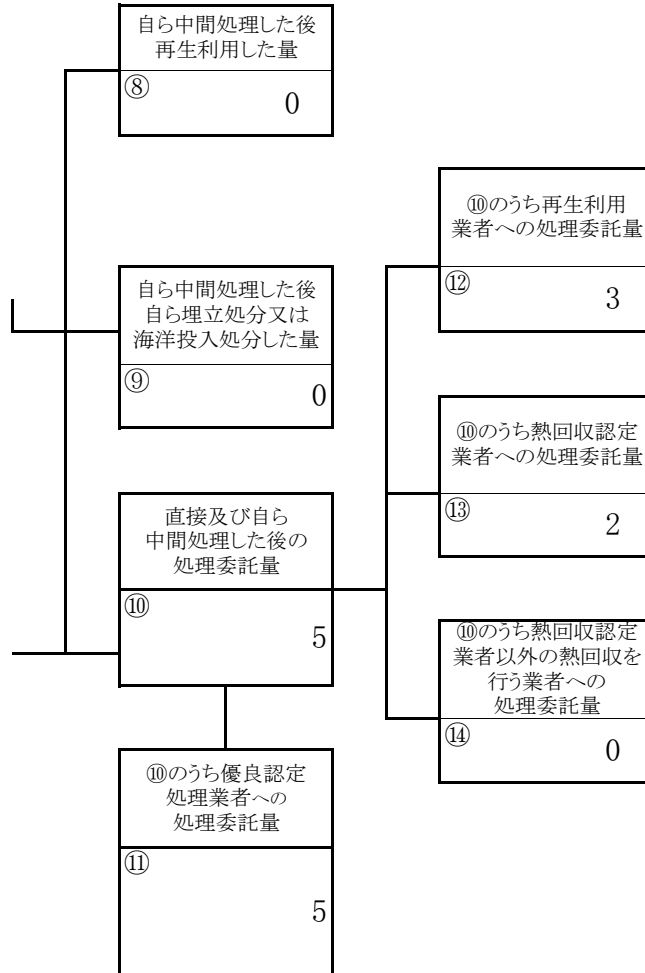 自ら中間処理した後
再生利用した量
⑧
0
自ら中間処理した後
自ら埋立処分又は
海洋投入処分した量
⑨
0
直接及び自ら
中間処理した後の
処理委託量
⑩
5
⑩のうち優良認定
処理業者への
処理委託量
⑪
5
⑩のうち再生利用
業者への処理委託量
⑫
3
⑩のうち熱回収認定
業者への処理委託量
⑬
2
⑩のうち熱回収認定
業者以外の熱回収を
行う業者への
処理委託量
⑭
0